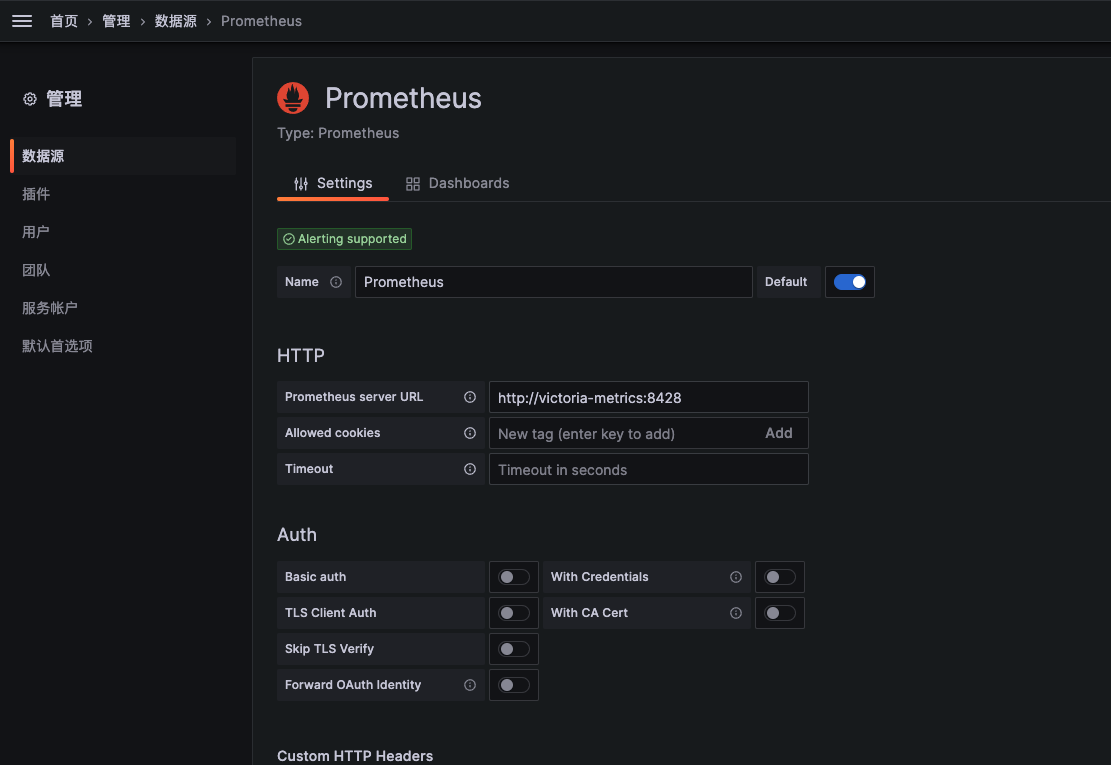 首页 › 管理 › 数据源 › Prometheus
管理
数据源
插件
用户
团队
服务帐户
默认首选项
Prometheus
Type: Prometheus
Settings
Dashboards
Alerting supported
Name
Prometheus
Default
HTTP
Prometheus server URL
http://victoria-metrics:8428
Allowed cookies
New tag (enter key to add)
Add
Timeout
Timeout in seconds
Auth
Basic auth
With Credentials
TLS Client Auth
With CA Cert
Skip TLS Verify
Forward OAuth Identity
Custom HTTP Headers